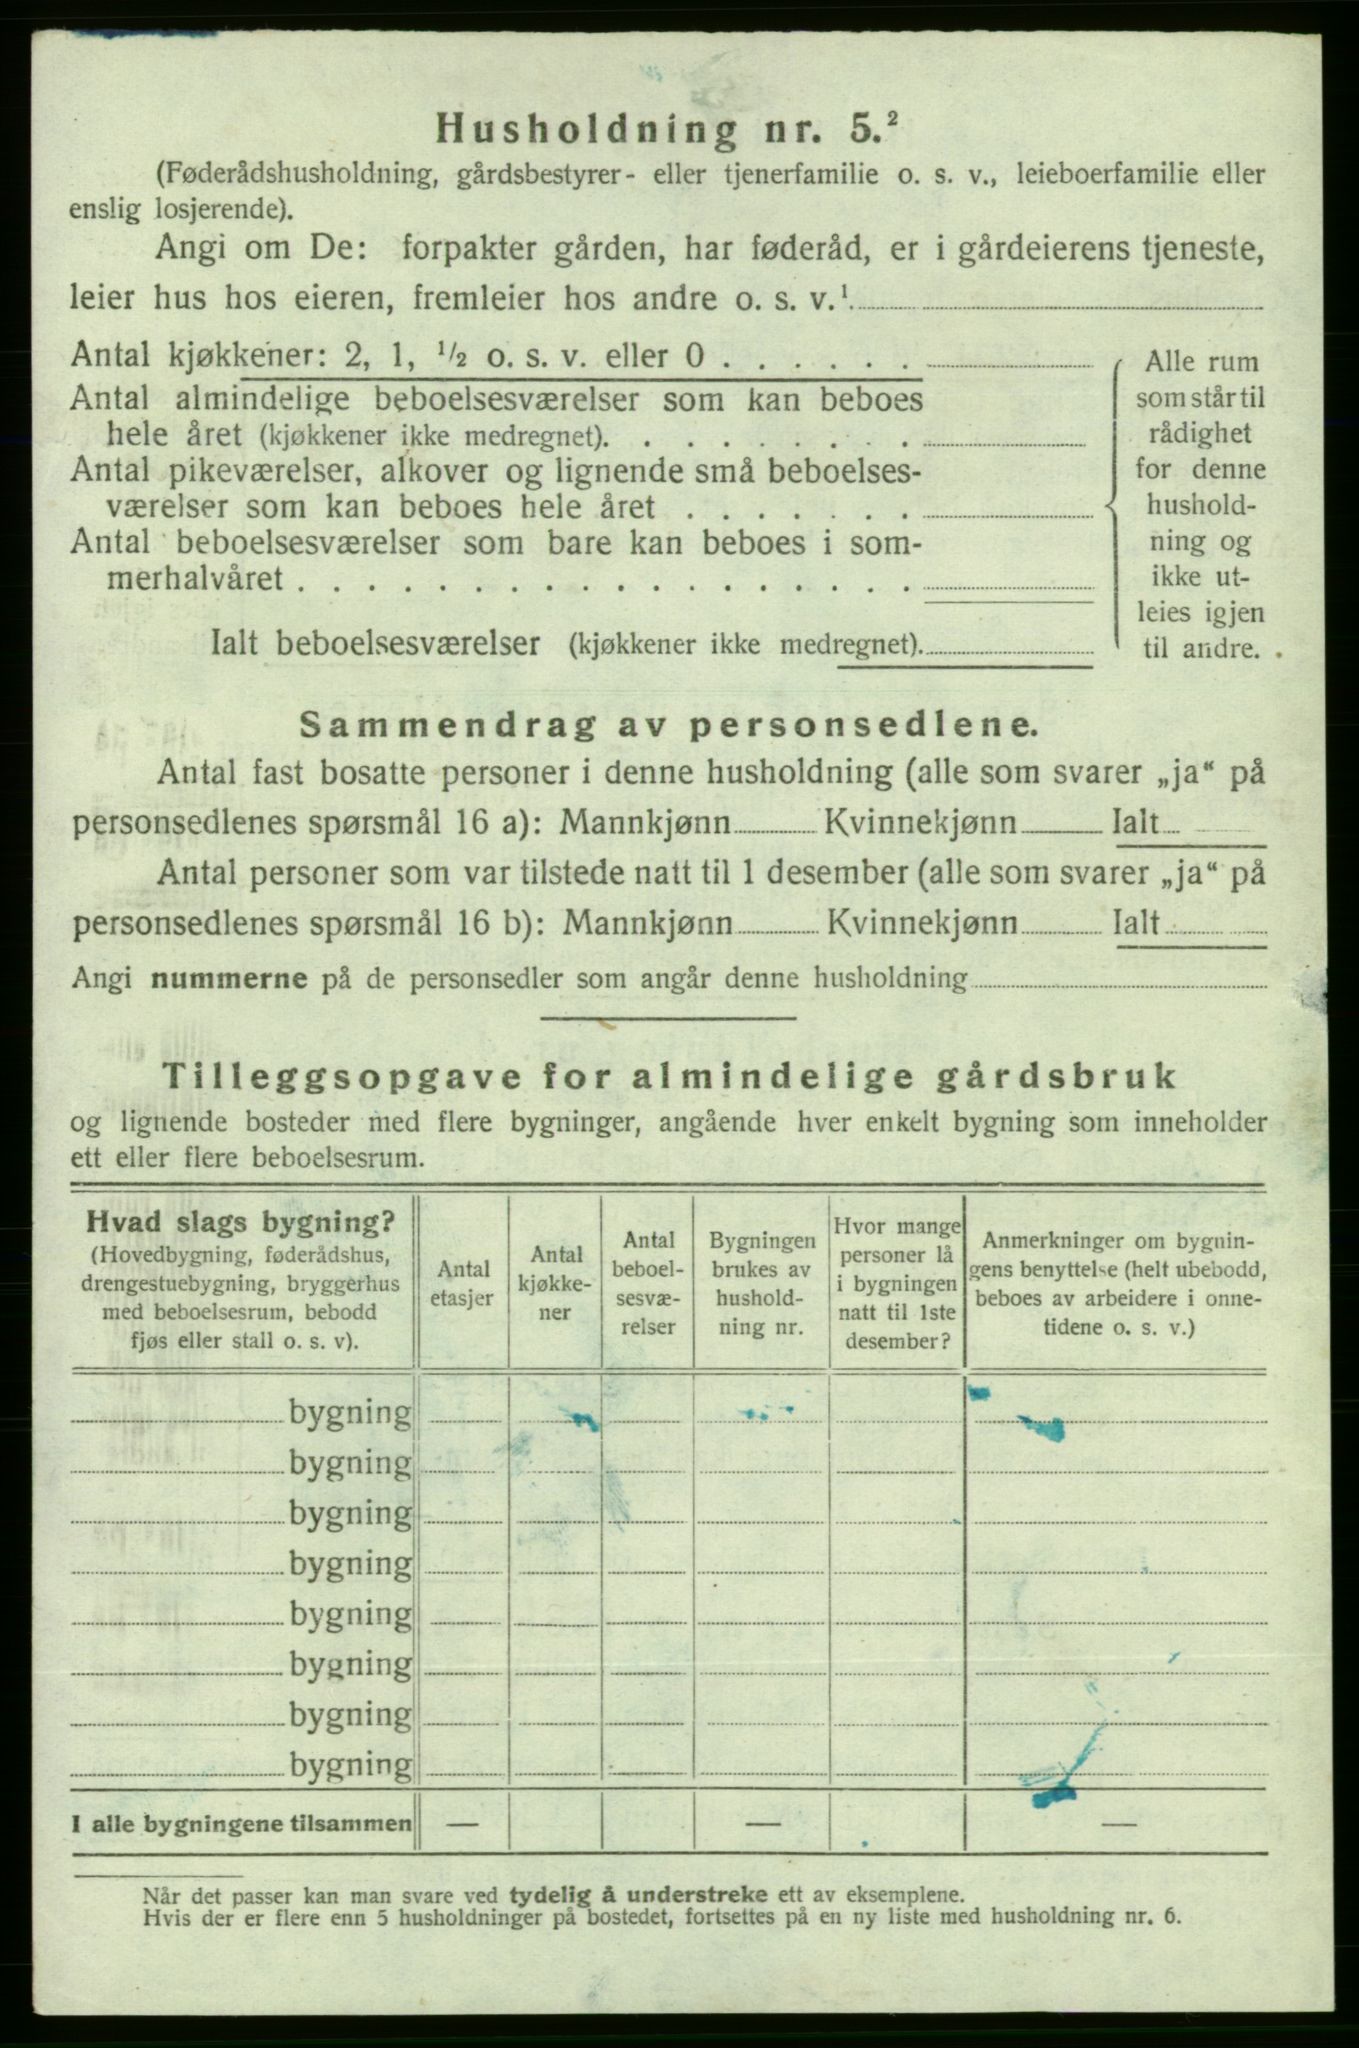 Husholdning nr. 5.²
(Føderådshusholdning, gårdsbestyrer- eller tjenerfamilie o. s. v., leieboerfamilie eller
enslig losjerende).
Angi om De: forpakter gården, har føderåd, er i gårdeierens tjeneste,
leier hus hos eieren, fremleier hos andre o. s. v.¹
Antal kjøkkener: 2, 1, ½ o. s. v. eller 0 . . . . . .
Antal almindelige beboelsesværelser som kan beboes
hele året (kjøkkener ikke medregnet). . . . . . . . .
Antal pikeværelser, alkover og lignende små beboelses-
værelser som kan beboes hele året . . . . . . .
Antal beboelsesværelser som bare kan beboes i som-
merhalvåret . . . . . . . . . . . . . . . . . .
Ialt beboelsesværelser (kjøkkener ikke medregnet).
Alle rum
som står til
rådighet
for denne
hushold-
ning og
ikke ut-
leies igjen
til andre.
Sammendrag av personsedlene.
Antal fast bosatte personer i denne husholdning (alle som svarer „ja“ på
personsedlenes spørsmål 16 a): Mannkjønn Kvinnekjønn Ialt
Antal personer som var tilstede natt til 1 desember (alle som svarer „ja“ på
personsedlenes spørsmål 16 b): Mannkjønn Kvinnekjønn Ialt
Angi nummerne på de personsedler som angår denne husholdning
Tilleggsopgave for almindelige gårdsbruk
og lignende bosteder med flere bygninger, angående hver enkelt bygning som inneholder
ett eller flere beboelsesrum.
Hvad slags bygning?
(Hovedbygning, føderådshus,
drengestuebygning, bryggerhus
med beboelsesrum, bebodd
fjøs eller stall o. s. v).
Antal
etasjer
Antal
kjøkke-
ner
Antal
beboel-
sesvæ-
relser
Bygningen
brukes av
hushold-
ning nr.
Hvor mange
personer lå
i bygningen
natt til 1ste
desember?
Anmerkninger om bygnin-
gens benyttelse (helt ubebodd,
beboes av arbeidere i onne-
tidene o. s. v.)
bygning
bygning
bygning
bygning
bygning
bygning
bygning
bygning
I alle bygningene tilsammen — — —
Når det passer kan man svare ved tydelig å understreke ett av eksemplene.
Hvis der er flere enn 5 husholdninger på bostedet, fortsettes på en ny liste med husholdning nr. 6.